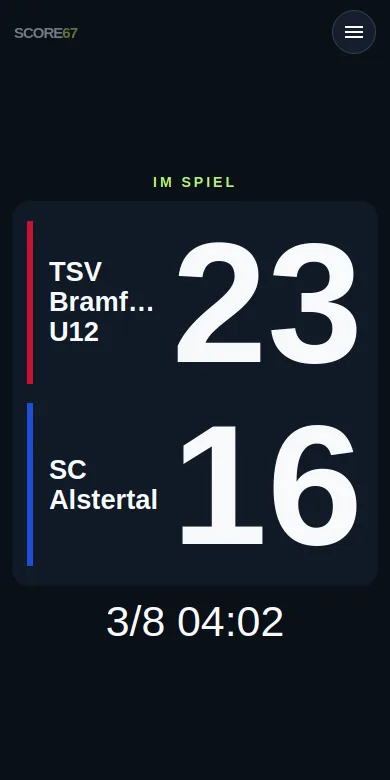 SCORE67
IM SPIEL
TSV
Bramf…
U12
23
SC
Alstertal
16
3/8 04:02